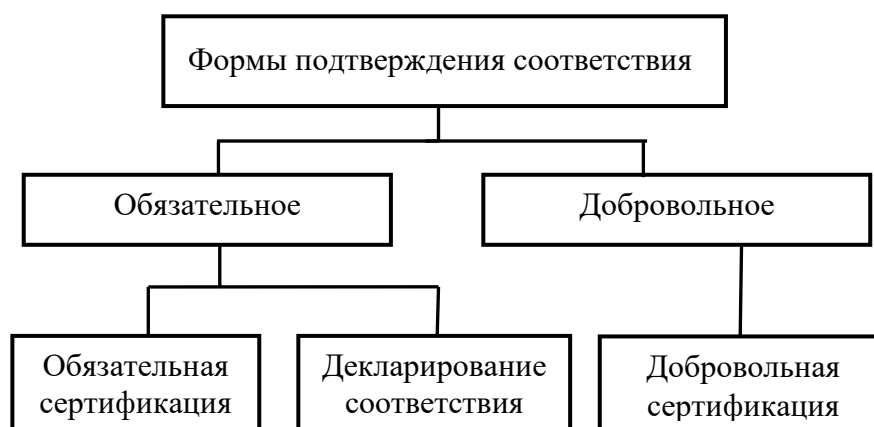 Формы подтверждения соответствия
Обязательное
Добровольное
Обязательная
сертификация
Декларирование
соответствия
Добровольная
сертификация